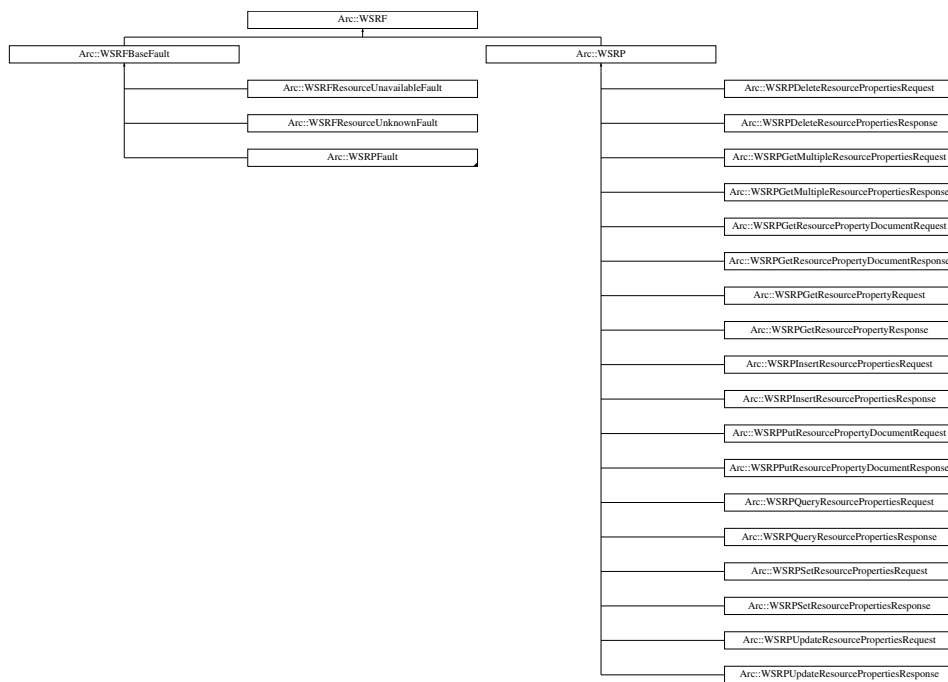 Arc::WSRF
Arc::WSRFBaseFault
Arc::WSRP
Arc::WSRFResourceUnavailableFault
Arc::WSRPDeleteResourcePropertiesRequest
Arc::WSRFResourceUnknownFault
Arc::WSRPDeleteResourcePropertiesResponse
Arc::WSRPFault
Arc::WSRPGetMultipleResourcePropertiesRequest
Arc::WSRPGetMultipleResourcePropertiesResponse
Arc::WSRPGetResourcePropertyDocumentRequest
Arc::WSRPGetResourcePropertyDocumentResponse
Arc::WSRPGetResourcePropertyRequest
Arc::WSRPGetResourcePropertyResponse
Arc::WSRPInsertResourcePropertiesRequest
Arc::WSRPInsertResourcePropertiesResponse
Arc::WSRPPutResourcePropertyDocumentRequest
Arc::WSRPPutResourcePropertyDocumentResponse
Arc::WSRPQueryResourcePropertiesRequest
Arc::WSRPQueryResourcePropertiesResponse
Arc::WSRPSetResourcePropertiesRequest
Arc::WSRPSetResourcePropertiesResponse
Arc::WSRPUpdateResourcePropertiesRequest
Arc::WSRPUpdateResourcePropertiesResponse